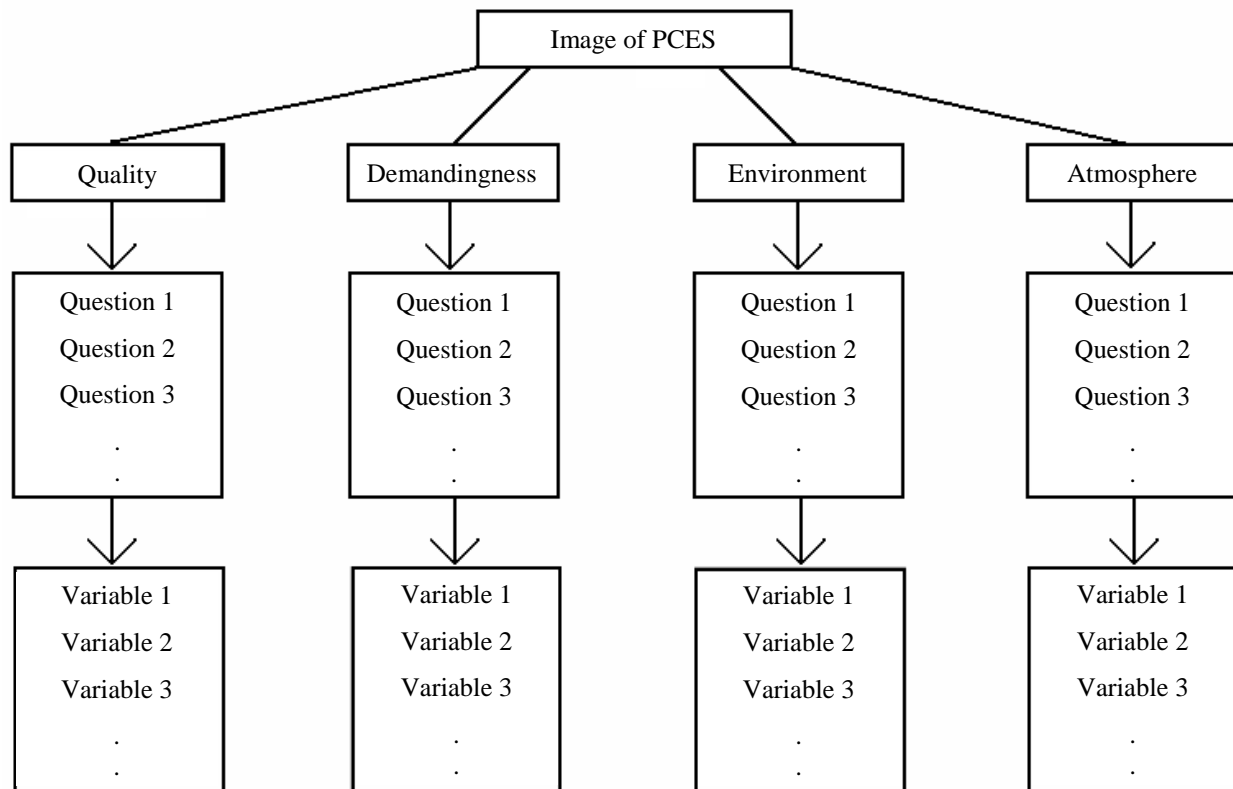 Image of PCES
Quality
Demandingness
Environment
Atmosphere
Question 1
Question 2
Question 3
.
.
Question 1
Question 2
Question 3
.
.
Question 1
Question 2
Question 3
.
.
Question 1
Question 2
Question 3
.
.
Variable 1
Variable 2
Variable 3
.
.
Variable 1
Variable 2
Variable 3
.
.
Variable 1
Variable 2
Variable 3
.
.
Variable 1
Variable 2
Variable 3
.
.